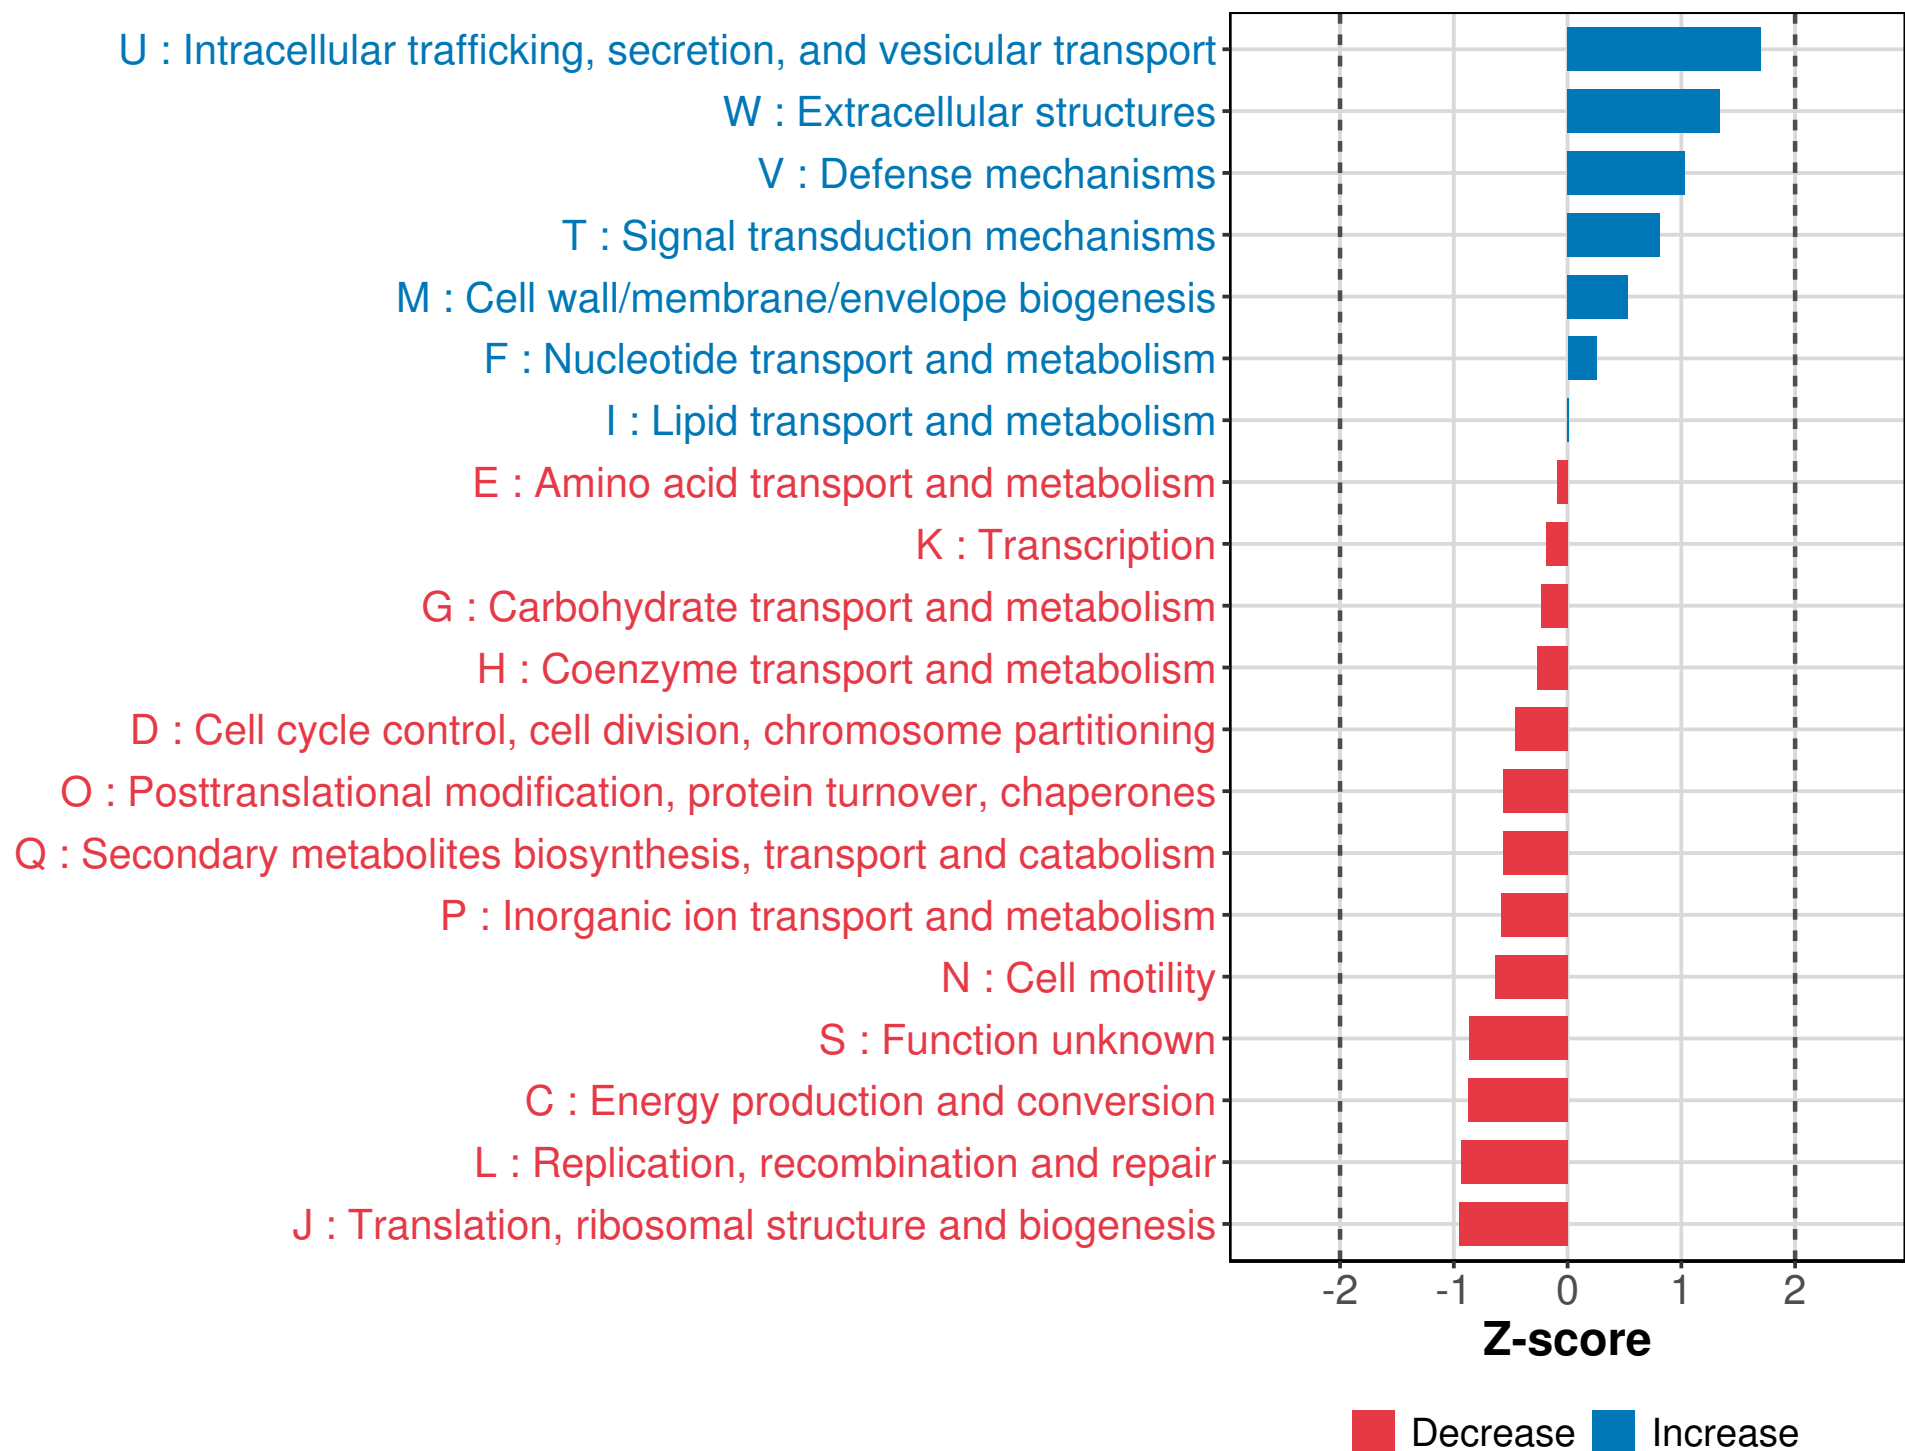 U : Intracellular trafficking, secretion, and vesicular transport
W : Extracellular structures
V : Defense mechanisms
T : Signal transduction mechanisms
M : Cell wall/membrane/envelope biogenesis
F : Nucleotide transport and metabolism
I : Lipid transport and metabolism
E : Amino acid transport and metabolism
K : Transcription
G : Carbohydrate transport and metabolism
H : Coenzyme transport and metabolism
D : Cell cycle control, cell division, chromosome partitioning
O : Posttranslational modification, protein turnover, chaperones
Q : Secondary metabolites biosynthesis, transport and catabolism
P : Inorganic ion transport and metabolism
N : Cell motility
S : Function unknown
C : Energy production and conversion
L : Replication, recombination and repair
J : Translation, ribosomal structure and biogenesis
-2 -1 0 1 2
Z-score
Decrease Increase